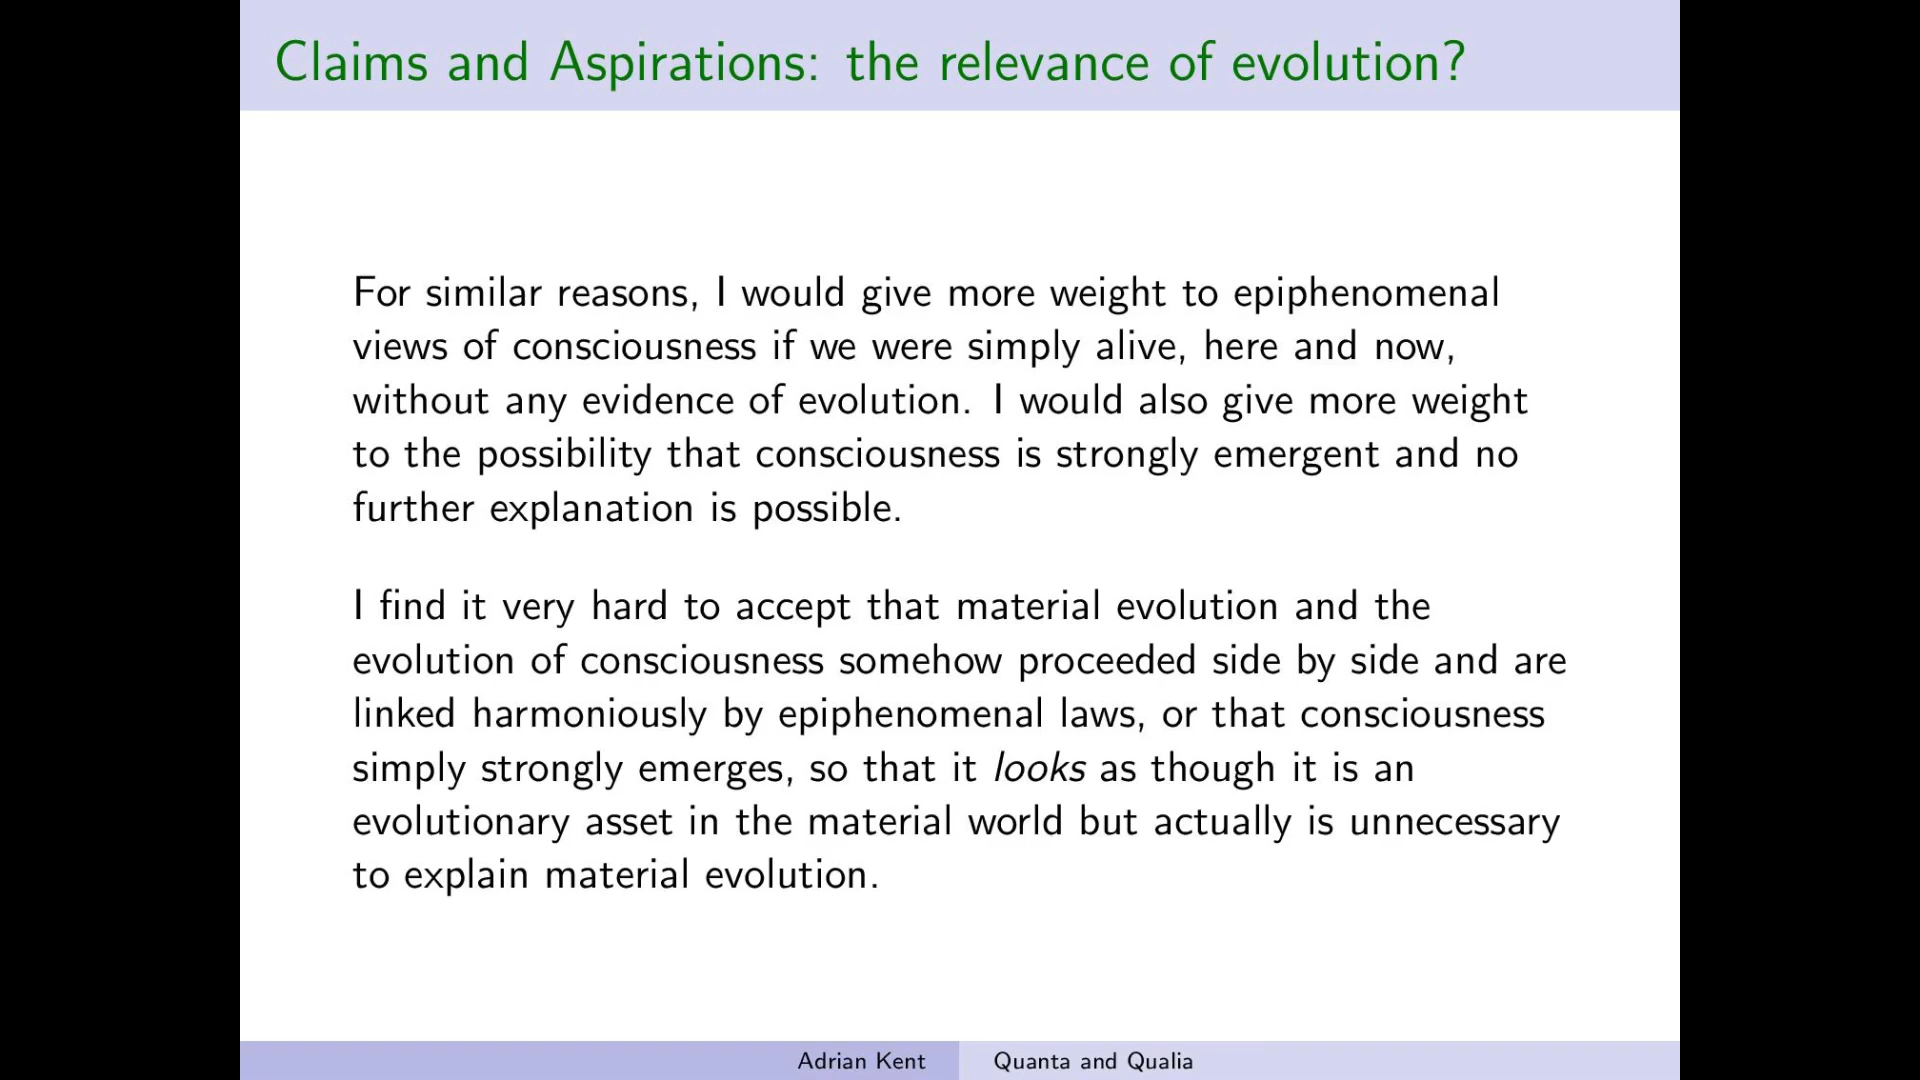 Claims and Aspirations: the relevance of evolution?
For similar reasons, I would give more weight to epiphenomenal
views of consciousness if we were simply alive, here and now,
without any evidence of evolution. I would also give more weight
to the possibility that consciousness is strongly emergent and no
further explanation is possible.
I find it very hard to accept that material evolution and the
evolution of consciousness somehow proceeded side by side and are
linked harmoniously by epiphenomenal laws, or that consciousness
simply strongly emerges, so that it looks as though it is an
evolutionary asset in the material world but actually is unnecessary
to explain material evolution.
Adrian Kent Quanta and Qualia